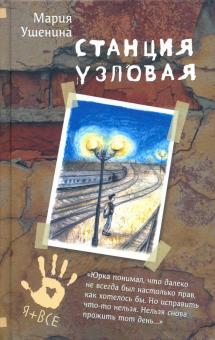 Мария
Ушенина
СТАНЦИЯ
УЗЛОВАЯ
«Юрка понимал, что далеко
не всегда был настолько прав,
как хотелось бы. Но исправить
что-то нельзя. Нельзя снова
прожить тот день...»
Я+ВСЕ